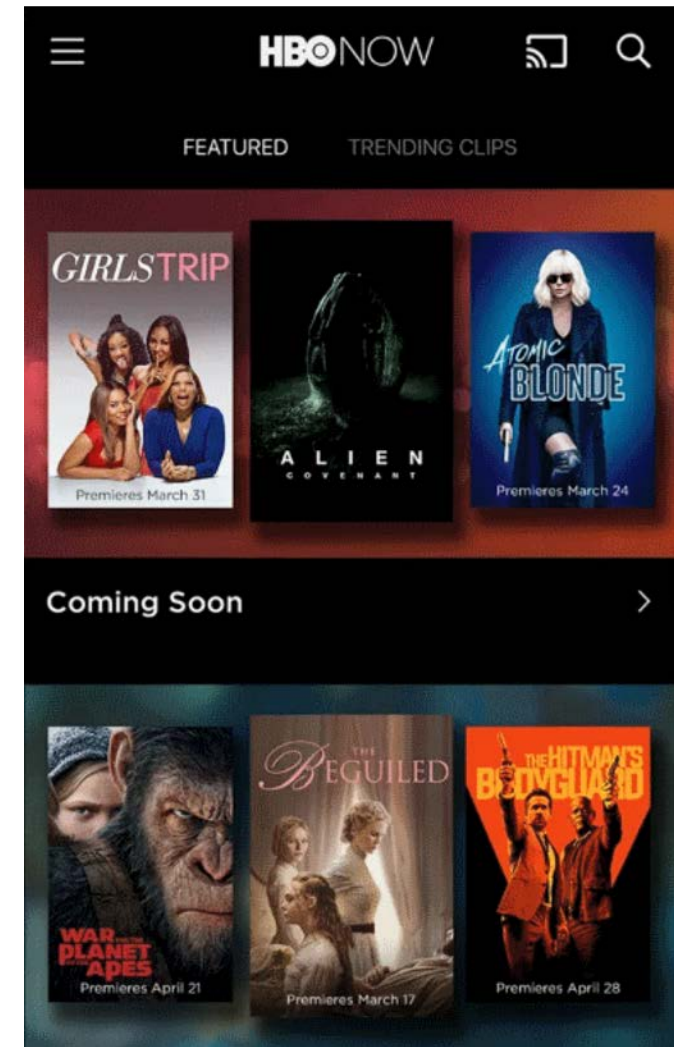 HBO NOW
FEATURED TRENDING CLIPS
GIRLS TRIP
Premieres March 31
ALIEN
COVENANT
ATOMIC
BLONDE
Premieres March 24
Coming Soon
WAR FOR THE
PLANET
OF THE APES
Premieres April 21
THE
BEGUILED
Premieres March 17
THE HITMAN'S
BODYGUARD
Premieres April 28